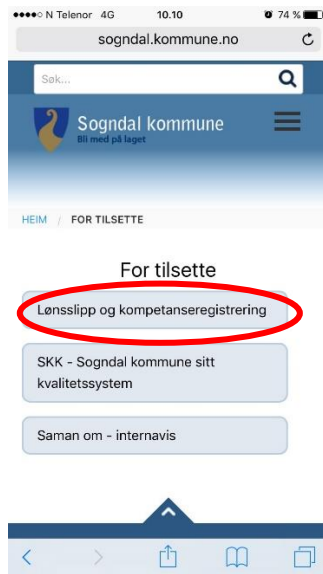 N Telenor 4G 10.10 74 %
sogndal.kommune.no
Søk...
Sogndal kommune
Bli med på laget
HEIM / FOR TILSETTE
For tilsette
Lønsslipp og kompetanseregistrering
SKK - Sogndal kommune sitt
kvalitetssystem
Saman om - internavis